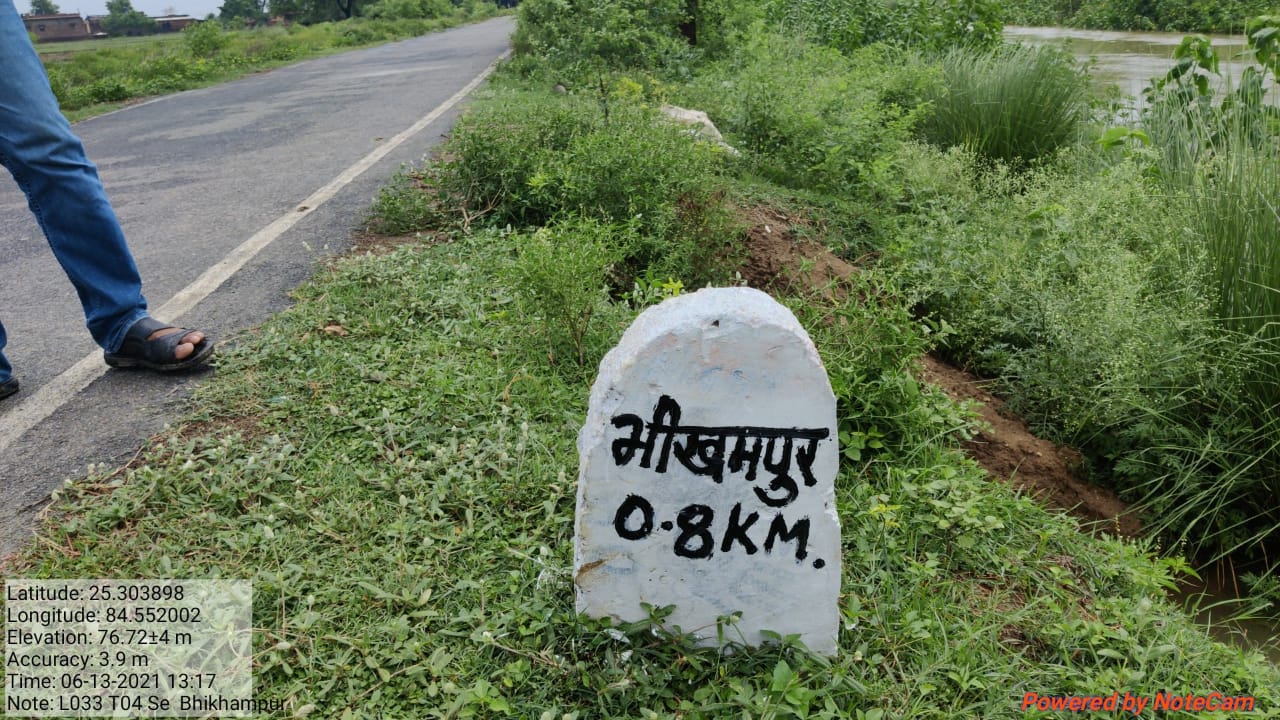 भीखमपुर
0.8KM.
Latitude: 25.303898
Longitude: 84.552002
Elevation: 76.72±4 m
Accuracy: 3.9 m
Time: 06-13-2021 13:17
Note: L033 T04 Se  Bhikhampur
Powered by NoteCam